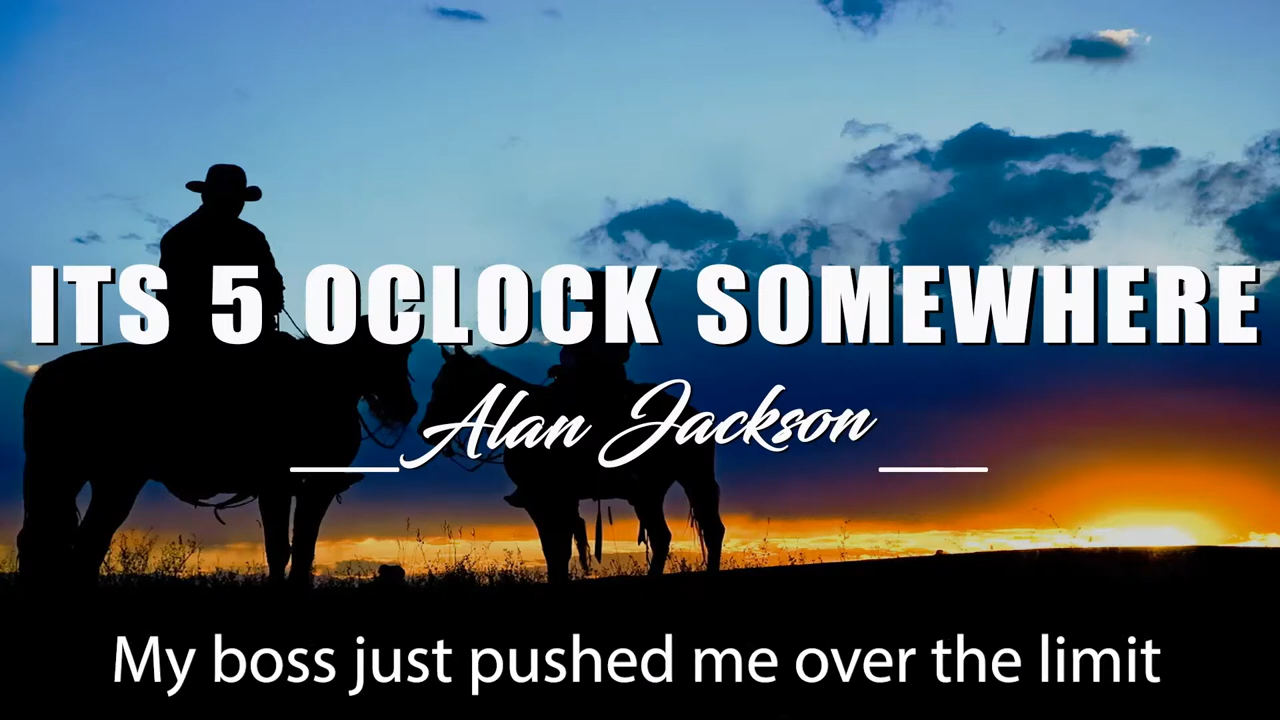 ITS 5 OCLOCK SOMEWHERE
Alan Jackson
My boss just pushed me over the limit